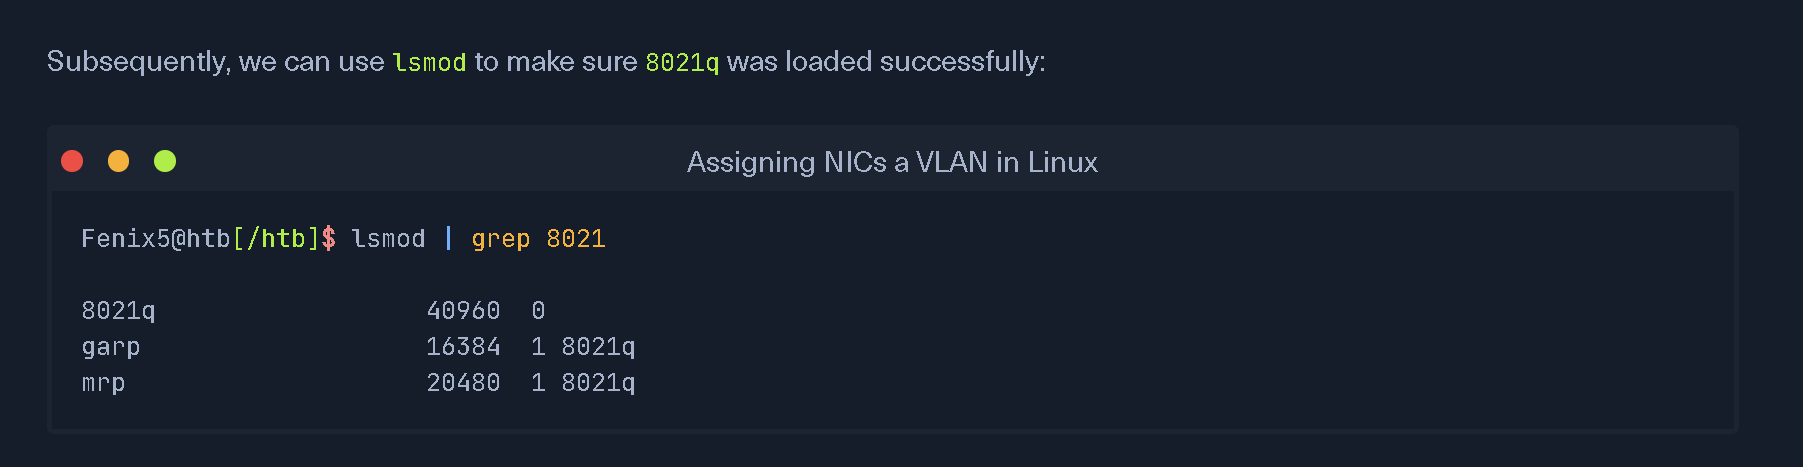 Subsequently, we can use lsmod to make sure 8021q was loaded successfully:
Assigning NICs a VLAN in Linux
Fenix5@htb[/htb]$ lsmod | grep 8021
8021q                  40960  0
garp                   16384  1 8021q
mrp                    20480  1 8021q